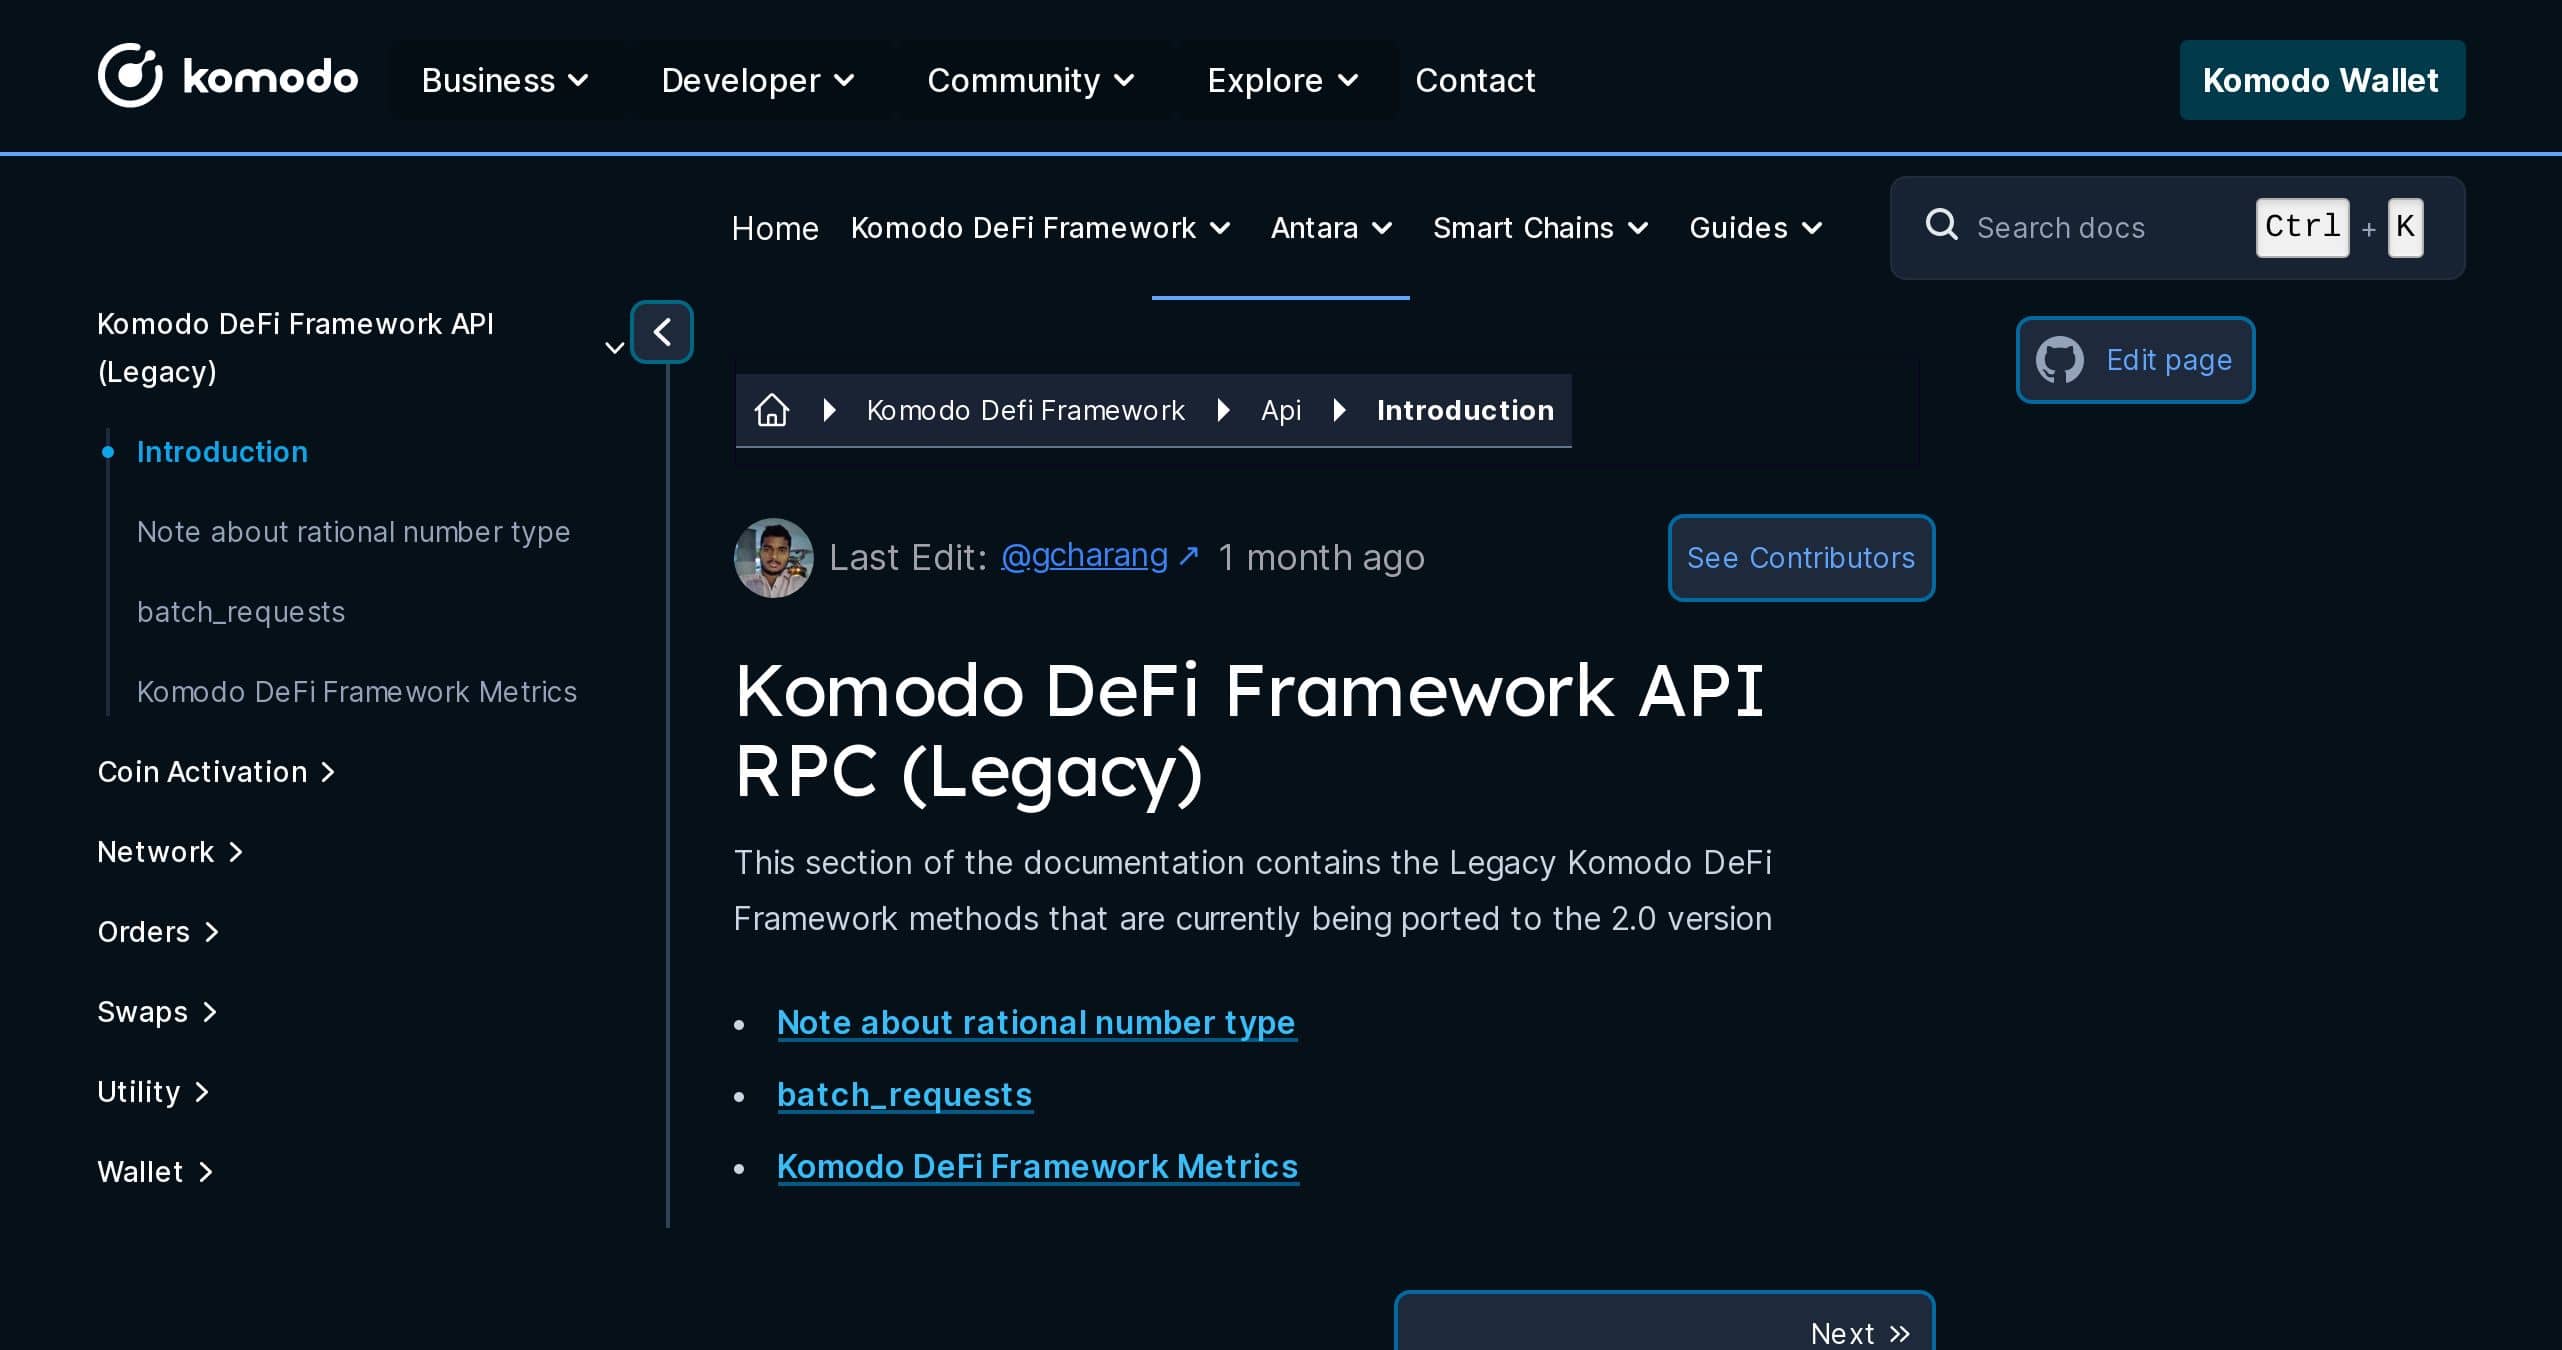 komodo
Business
Developer
Community
Explore
Contact
Komodo Wallet
Home
Komodo DeFi Framework
Antara
Smart Chains
Guides
Search docs
Ctrl + K
Komodo DeFi Framework API
(Legacy)
Introduction
Note about rational number type
batch_requests
Komodo DeFi Framework Metrics
Coin Activation
Network
Orders
Swaps
Utility
Wallet
Edit page
Komodo Defi Framework
Api
Introduction
Last Edit: @gcharang ↗ 1 month ago
See Contributors
Komodo DeFi Framework API
RPC (Legacy)
This section of the documentation contains the Legacy Komodo DeFi
Framework methods that are currently being ported to the 2.0 version
• Note about rational number type
• batch_requests
• Komodo DeFi Framework Metrics
Next »